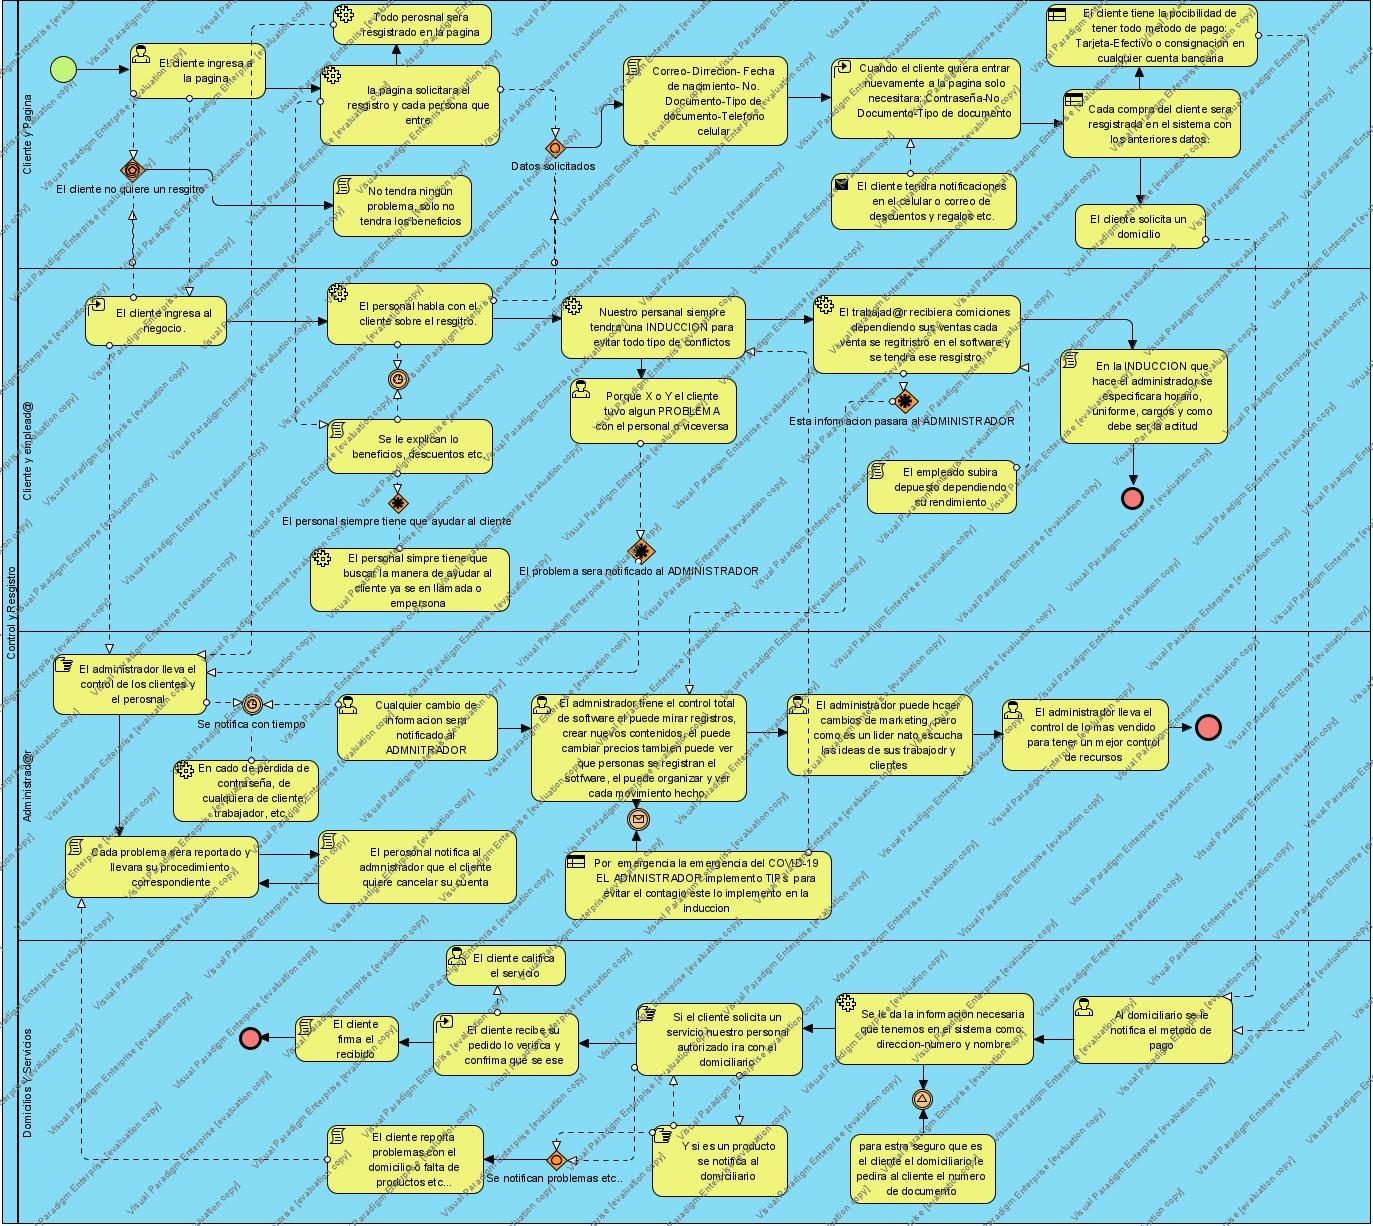 Control y Resgistro
Cliente y Pagina
El cliente ingresa a
la pagina
Todo perosnal sera
resgistrado en la pagina
la pagina solicitara el
resgistro y cada persona que
entre.
El cliente no quiere un resgitro
No tendra ningun
problema, solo no
tendra los beneficios
Datos solicitados
Correo- Dirrecion- Fecha
de nacimiento- No.
Documento-Tipo de
documento-Telefono
celular.
Cuando el cliente quiera entrar
nuevamente a la pagina solo
necesitara: Contraseña-No
Documento-Tipo de documento
El cliente tendra notificaciones
en el celular o correo de
descuentos y regalos etc.
El cliente tiene la pocibilidad de
tener todo metodo de pago:
Tarjeta-Efectivo o consignacion en
cualquier cuenta bancaria
Cada compra del cliente sera
resgistrada en el sistema con
los anteriores datos:
El cliente solicita un
domicilio
Cliente y emplead@
El cliente ingresa al
negocio.
El personal habla con el
cliente sobre el resgitro.
Se le explican lo
beneficios, descuentos etc.
El personal siempre tiene que ayudar al cliente
El personal simpre tiene que
buscar la manera de ayudar al
cliente ya se en llamada o
empersona
Nuestro persanal siempre
tendra una INDUCCION para
evitar todo tipo de conflictos
Porque X o Y el cliente
tuvo algun PROBLEMA
con el personal o viceversa
El problema sera notificado al ADMINISTRADOR
El trabajad@r recibiera comiciones
dependiendo sus ventas cada
venta se regitristro en el software y
se tendra ese resgistro
Esta infomacion pasara al ADMINISTRADOR
El empleado subira
depuesto dependiendo
su rendimiento
En la INDUCCION que
hace el administrador se
especificara horario,
uniforme, cargos y como
debe ser la actitud
Administrad@r
El administrador lleva el
control de los clientes y
el perosnal
Se notifica con tiempo
En cado de perdida de
contraseña, de
cualquiera de cliente,
trabajador, etc.
Cada problema sera reportado y
llevara su procedimiento
correspondiente
El perosonal notifica al
admnistrador que el cliente
quiere cancelar su cuenta
Cualquier cambio de
infomacion sera
notificado al
ADMNITRADOR
El admnistrador tiene el control total
de software el puede mirar registros,
crear nuevos contenidos, el puede
cambiar precios tambien puede ver
que personas se registran el
sotfware, el puede organizar y ver
cada movimiento hecho.
Por emergencia la emergencia del COVID-19
EL ADMNISTRADOR implemento TIPs para
evitar el contagio este lo implemento en la
induccion
El administrador puede hcaer
cambios de marketing, pero
como es un lider nato escucha
las ideas de sus trabajodr y
clientes
El administrador lleva el
control de lo mas vendido
para tener un mejor control
de recursos
Domicilios Y Servicios
El cliente califica
el servicio
El cliente
firma el
recibido
El cliente recibe su
pedido lo verifica y
confirma que se ese
Si el cliente solicita un
servicio nuestro personal
autorizado ira con el
domiciliario
Se le da la infomacion necesaria
que tenemos en el sistema como:
direccion-numero y nombre.
Al domiciliario se le
notifica el metodo de
pago
El cliente reporta
problemas con el
domicilio o falta de
productos etc...
Se notifican problemas etc..
Y si es un producto
se notifica al
domiciliario
para estra seguro que es
el cliente el domiciliario le
pedira al cliente el numero
de documento
Visual Paradigm Enterprise [evaluation copy]